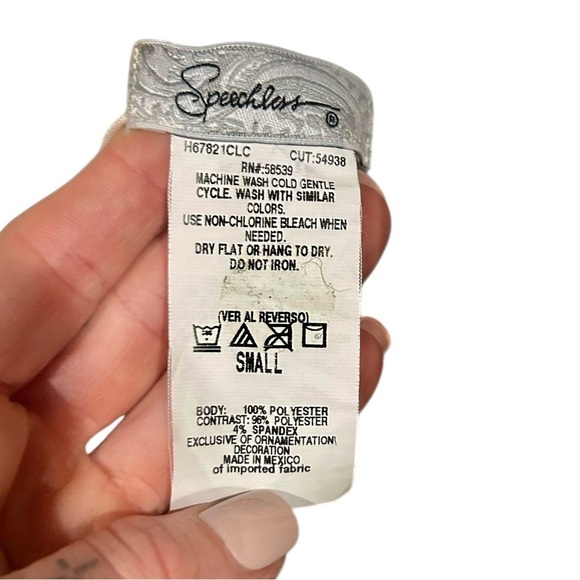 Speechless ®
H67821CLC CUT:54938
RN#:58539
MACHINE WASH COLD GENTLE
CYCLE. WASH WITH SIMILAR
COLORS.
USE NON-CHLORINE BLEACH WHEN
NEEDED.
DRY FLAT OR HANG TO DRY.
DO NOT IRON.
(VER AL REVERSO)
SMALL
BODY: 100% POLYESTER
CONTRAST: 96% POLYESTER
4% SPANDEX
EXCLUSIVE OF ORNAMENTATION\
DECORATION
MADE IN MEXICO
of imported fabric